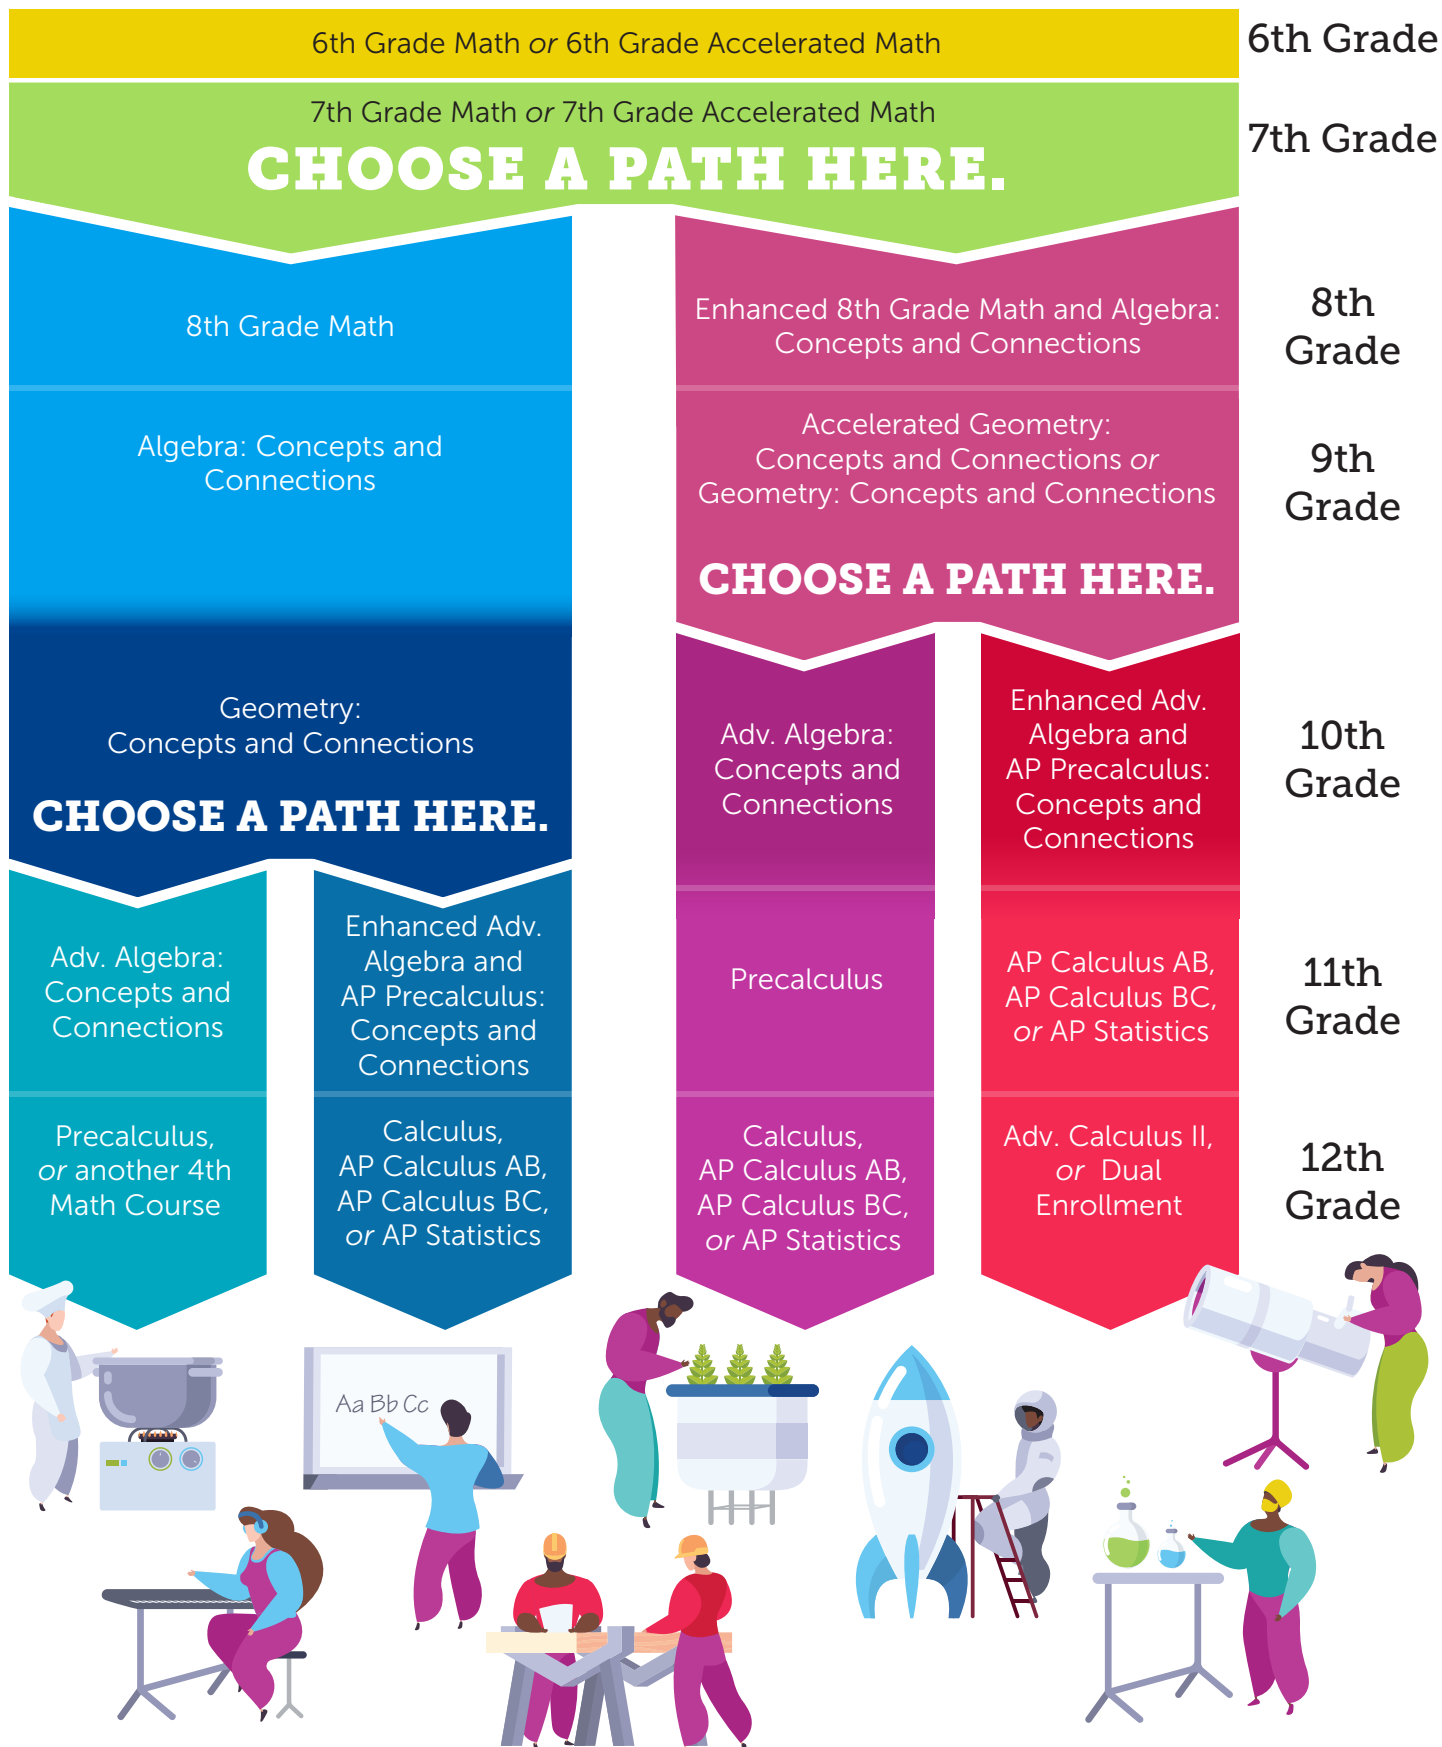 6th Grade Math or 6th Grade Accelerated Math
6th Grade
7th Grade Math or 7th Grade Accelerated Math
CHOOSE A PATH HERE.
7th Grade
8th Grade Math
Enhanced 8th Grade Math and Algebra:
Concepts and Connections
8th
Grade
Algebra: Concepts and
Connections
Accelerated Geometry:
Concepts and Connections or
Geometry: Concepts and Connections
CHOOSE A PATH HERE.
9th
Grade
Geometry:
Concepts and Connections
CHOOSE A PATH HERE.
Adv. Algebra:
Concepts and
Connections
Enhanced Adv.
Algebra and
AP Precalculus:
Concepts and
Connections
10th
Grade
Adv. Algebra:
Concepts and
Connections
Enhanced Adv.
Algebra and
AP Precalculus:
Concepts and
Connections
Precalculus
AP Calculus AB,
AP Calculus BC,
or AP Statistics
11th
Grade
Precalculus,
or another 4th
Math Course
Calculus,
AP Calculus AB,
AP Calculus BC,
or AP Statistics
Calculus,
AP Calculus AB,
AP Calculus BC,
or AP Statistics
Adv. Calculus II,
or Dual
Enrollment
12th
Grade
Aa Bb Cc